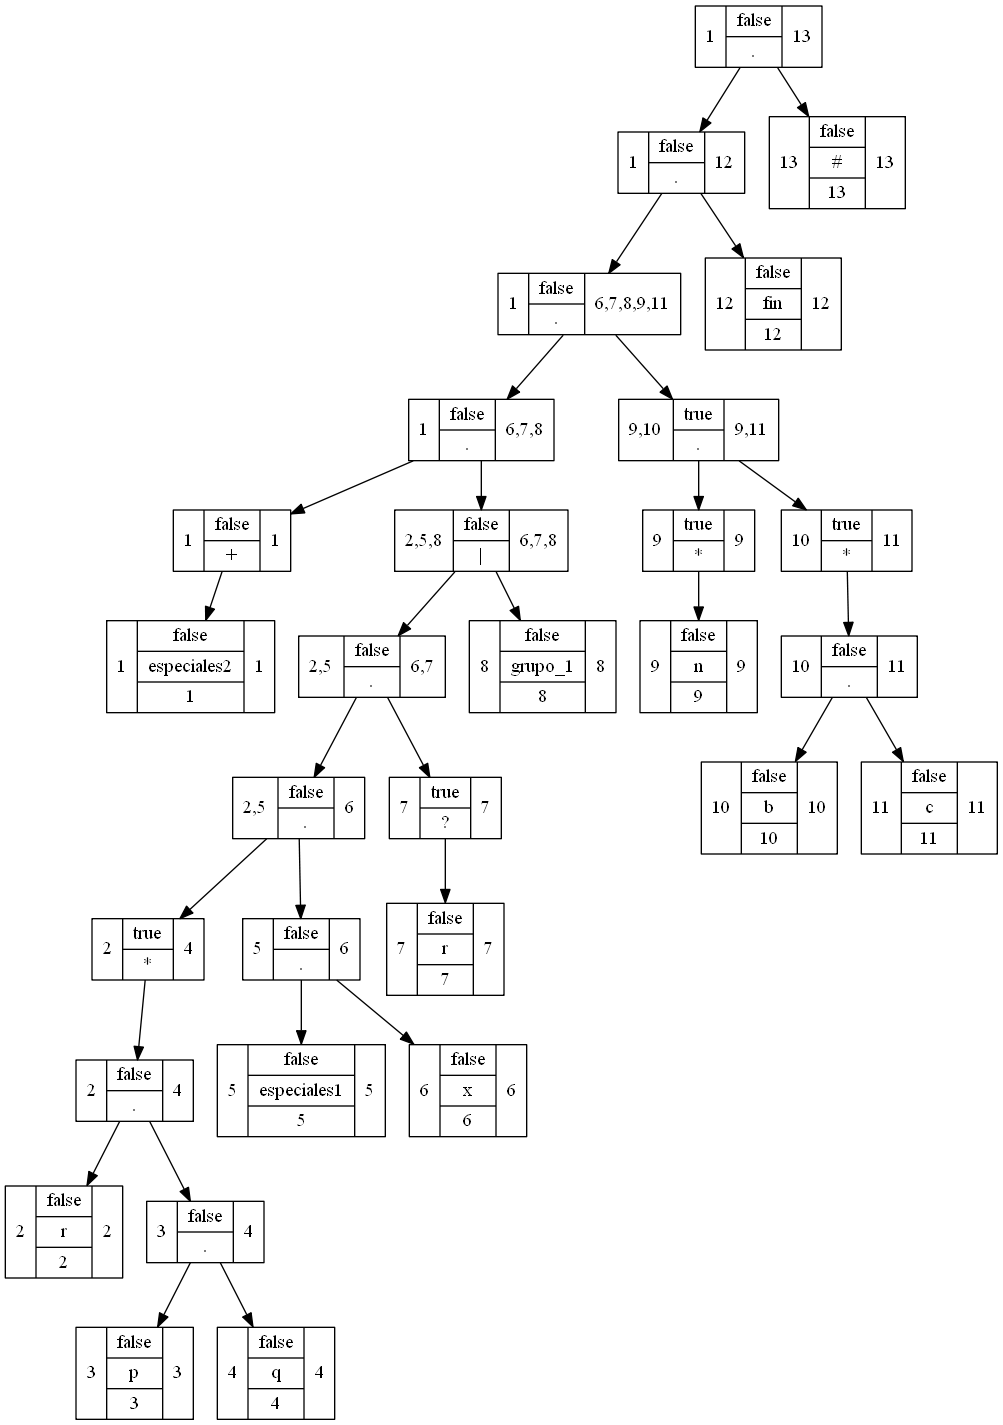 1 false . 13
1 false . 12
13 false # 13 13
1 false . 6,7,8,9,11
12 false fin 12 12
1 false . 6,7,8
9,10 true . 9,11
1 false + 1
2,5,8 false | 6,7,8
9 true * 9
10 true * 11
1 false especiales2 1 1
2,5 false . 6,7
8 false grupo_1 8 8
9 false n 9 9
10 false . 11
2,5 false . 6
7 true ? 7
10 false b 10 10
11 false c 11 11
2 true * 4
5 false . 6
7 false r 7 7
2 false . 4
5 false especiales1 5 5
6 false x 6 6
2 false r 2 2
3 false . 4
3 false p 3 3
4 false q 4 4